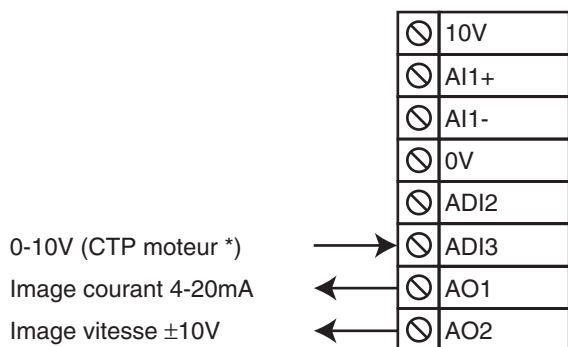 10V
AI1+
AI1-
0V
ADI2
0-10V (CTP moteur *) ADI3
Image courant 4-20mA AO1
Image vitesse ±10V AO2